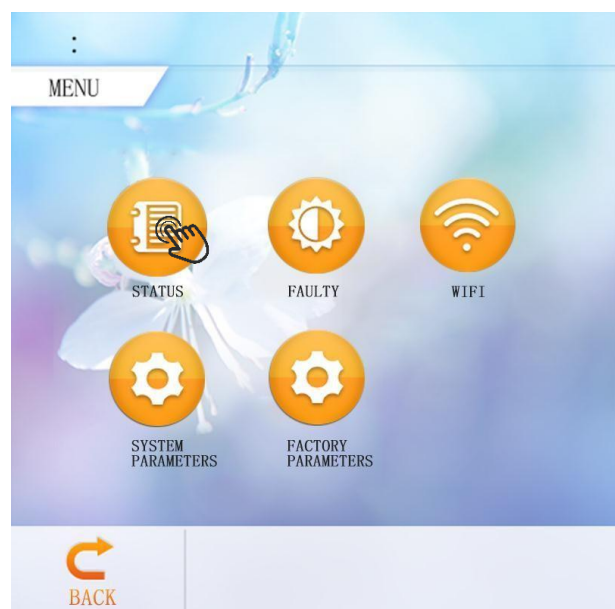 :
MENU
STATUS
FAULTY
WIFI
SYSTEM
PARAMETERS
FACTORY
PARAMETERS
BACK